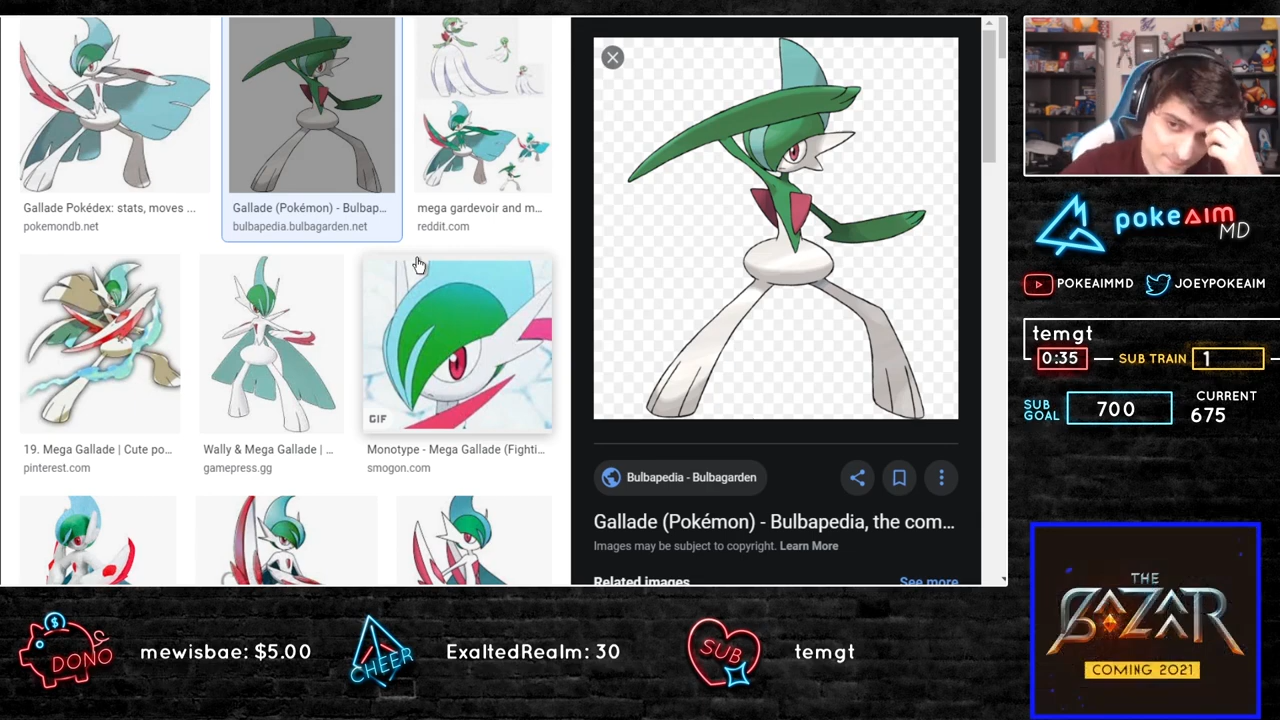 Gallade Pokédex: stats, moves ...
pokemondb.net
Gallade (Pokémon) - Bulbap...
bulbapedia.bulbagarden.net
mega gardevoir and m...
reddit.com
19. Mega Gallade | Cute po...
pinterest.com
Wally & Mega Gallade | ...
gamepress.gg
GIF
Monotype - Mega Gallade (Fighti...
smogon.com
Bulbapedia - Bulbagarden
Gallade (Pokémon) - Bulbapedia, the com...
Images may be subject to copyright. Learn More
Related images
See more
pokeaim
MD
POKEAIMMD
JOEYPOKEAIM
temgt
0:35
SUB TRAIN
1
SUB GOAL
700
CURRENT
675
THE
BAZAR
COMING 2021
$
DONO
mewisbae: $5.00
CHEER
ExaltedRealm: 30
SUB
temgt